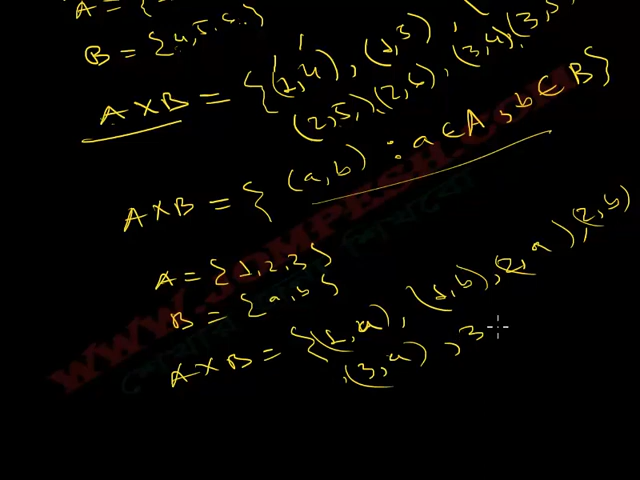 A = {
B = {4,5,6}
A×B = {(1,4), (1,5),
(2,5,)(2,6), (3,4), (3,5,
A×B = { (a,b) : a∈A, b∈B}
A = {1,2,3}
B = {a,b}
A×B = {(1,a), (1,b), (2,a), (2,b)
,(3,a) , 3
WWW.JOMPESH.COM